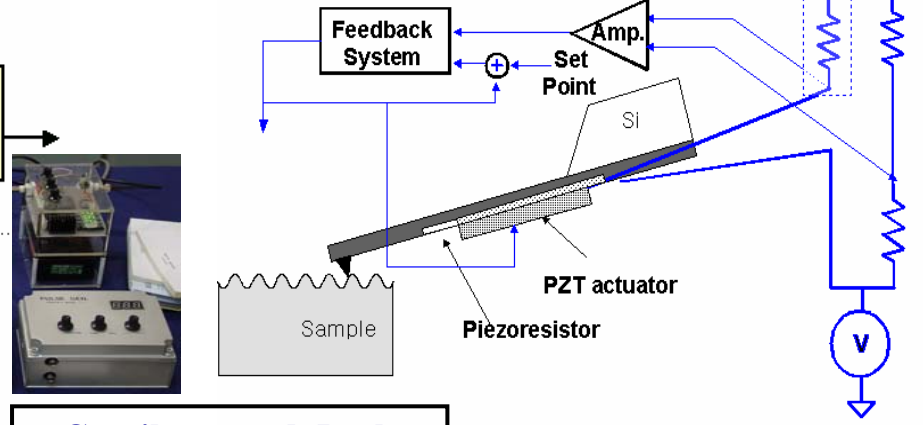 Feedback
System
Amp.
+
Set
Point
Si
PZT actuator
Sample
Piezoresistor
V